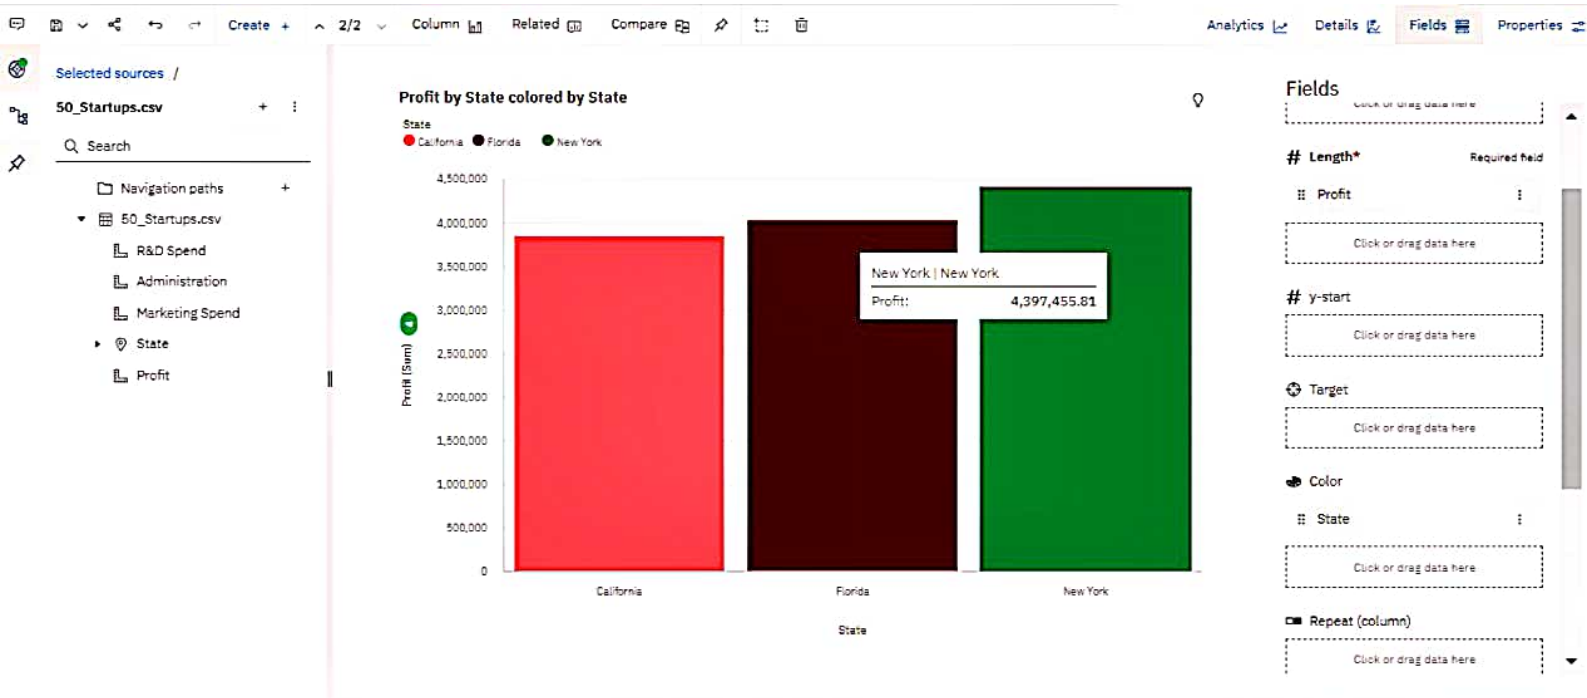 Create + 2/2 Column Related Compare Analytics Details Fields Properties
Selected sources /
50_Startups.csv + ⋮
Search
Navigation paths +
50_Startups.csv
R&D Spend
Administration
Marketing Spend
State
Profit
Profit by State colored by State
State
California Florida New York
4,500,000
4,000,000
3,500,000
3,000,000
2,500,000
2,000,000
1,500,000
1,000,000
500,000
0
Profit (Sum)
New York | New York
Profit: 4,397,455.81
California Florida New York
State
Fields
Click or drag data here
# Length* Required field
Profit
Click or drag data here
# y-start
Click or drag data here
Target
Click or drag data here
Color
State
Click or drag data here
Repeat (column)
Click or drag data here